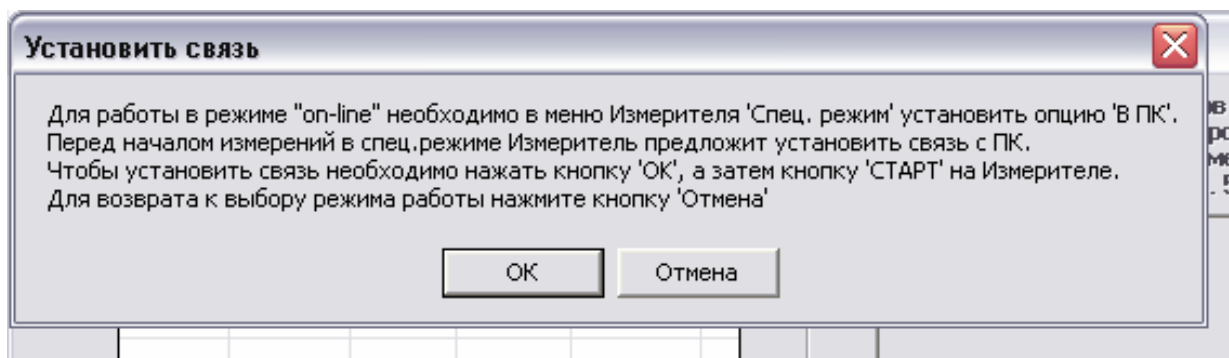 Установить связь
Для работы в режиме "on-line" необходимо в меню Измерителя 'Спец. режим' установить опцию 'В ПК'.
Перед началом измерений в спец.режиме Измеритель предложит установить связь с ПК.
Чтобы установить связь необходимо нажать кнопку 'ОК', а затем кнопку 'СТАРТ' на Измерителе.
Для возврата к выбору режима работы нажмите кнопку 'Отмена'
ОК Отмена